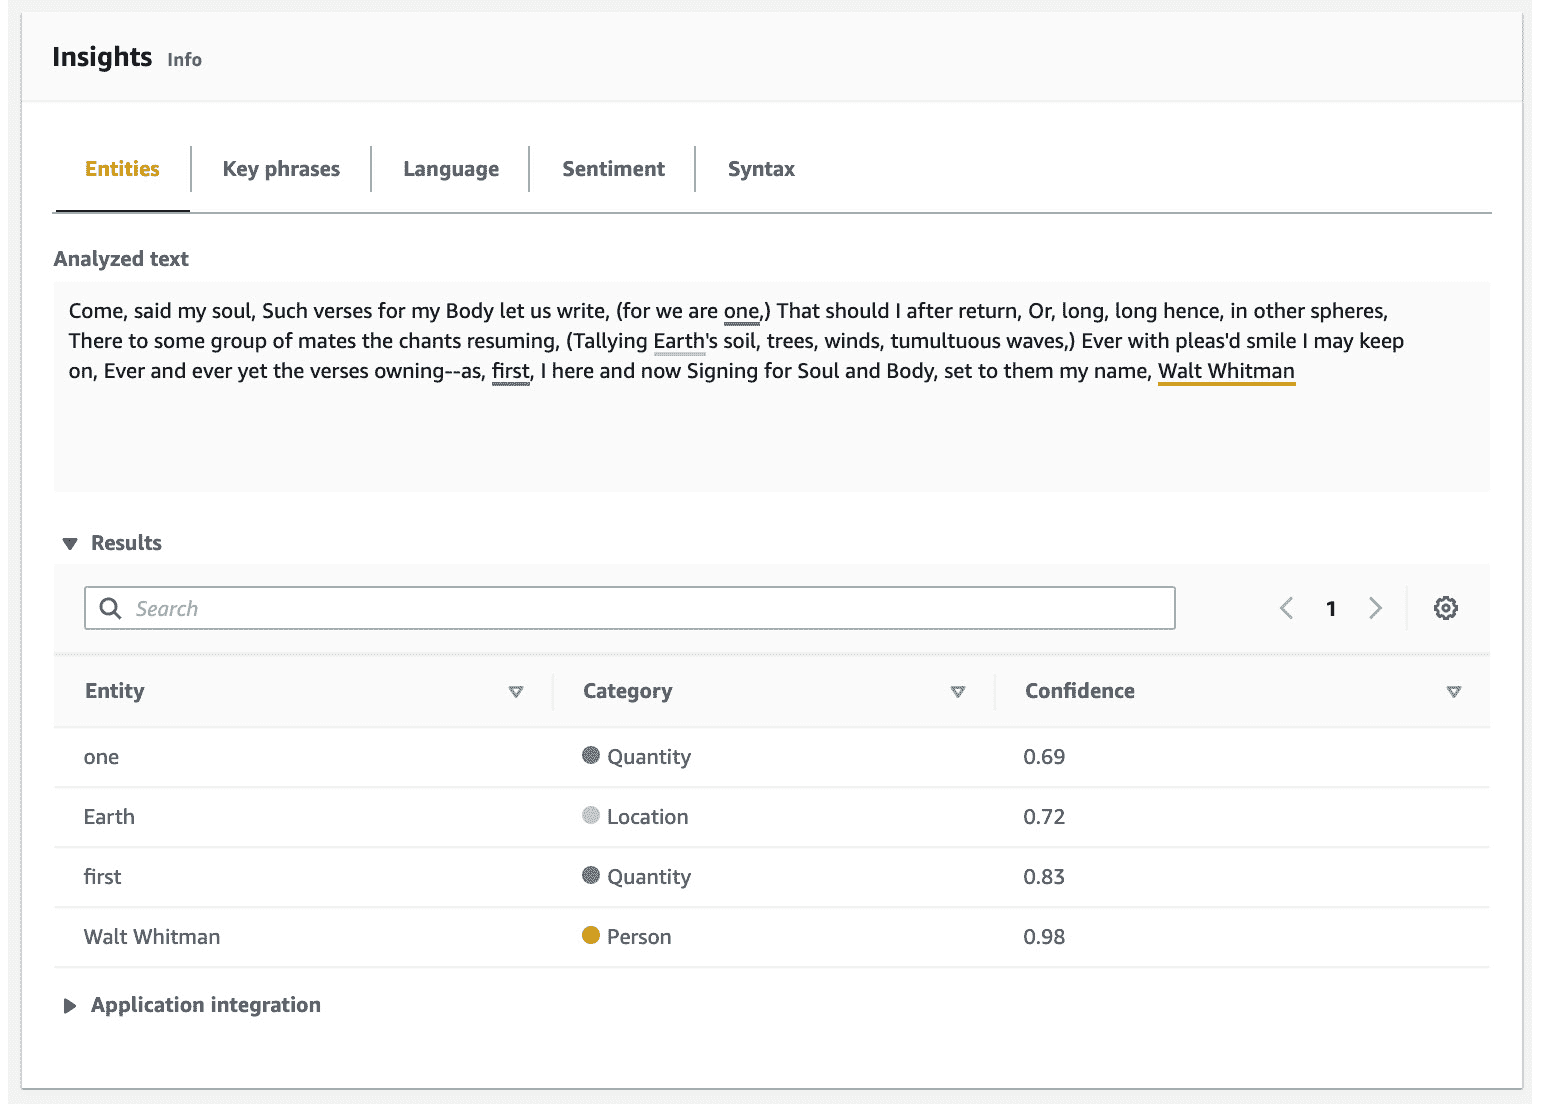 Insights Info
Entities Key phrases Language Sentiment Syntax
Analyzed text
Come, said my soul, Such verses for my Body let us write, (for we are one,) That should I after return, Or, long, long hence, in other spheres,
There to some group of mates the chants resuming, (Tallying Earth's soil, trees, winds, tumultuous waves,) Ever with pleas'd smile I may keep
on, Ever and ever yet the verses owning--as, first, I here and now Signing for Soul and Body, set to them my name, Walt Whitman
Results
Search 1
Entity Category Confidence
one Quantity 0.69
Earth Location 0.72
first Quantity 0.83
Walt Whitman Person 0.98
Application integration